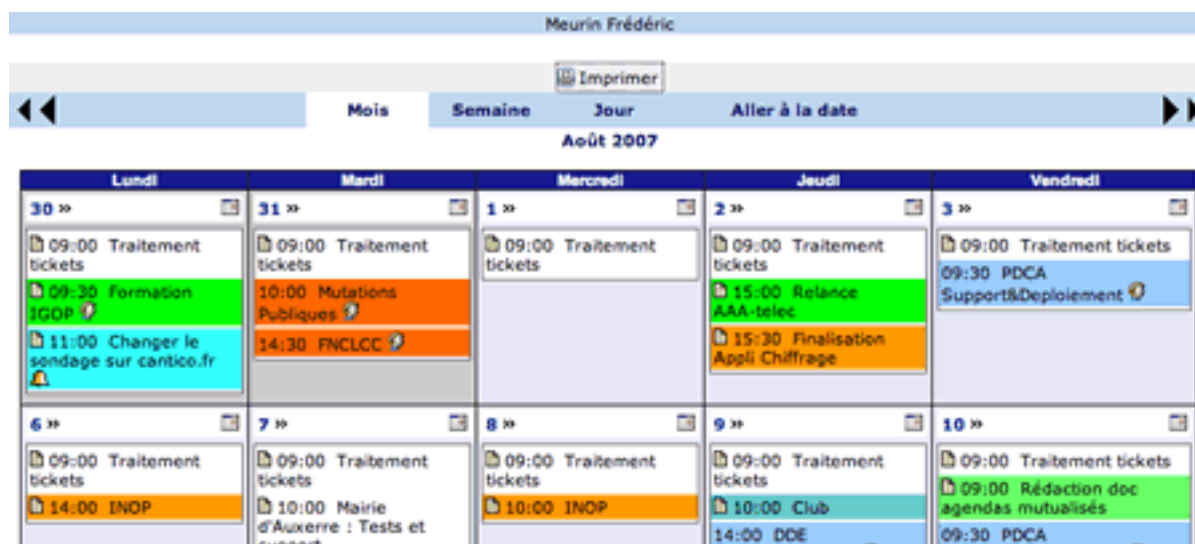 Meurin Frédéric
Imprimer
Mois Semaine Jour Aller à la date
Août 2007
Lundi Mardi Mercredi Jeudi Vendredi
30 » 31 » 1 » 2 » 3 »
09:00 Traitement
tickets
09:30 Formation
IGOP
11:00 Changer le
sondage sur cantico.fr
09:00 Traitement
tickets
10:00 Mutations
Publiques
14:30 FNCLCC
09:00 Traitement
tickets
09:00 Traitement
tickets
15:00 Relance
AAA-telec
15:30 Finalisation
Appli Chiffrage
09:00 Traitement tickets
09:30 PDCA
Support&Deploiement
6 » 7 » 8 » 9 » 10 »
09:00 Traitement
tickets
14:00 INOP
09:00 Traitement
tickets
10:00 Mairie
d'Auxerre : Tests et
09:00 Traitement
tickets
10:00 INOP
09:00 Traitement
tickets
10:00 Club
14:00 DDE
09:00 Traitement tickets
09:00 Rédaction doc
agendas mutualisés
09:30 PDCA